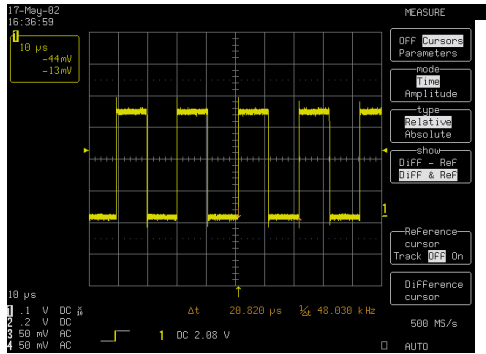 17-May-02
16:36:59
1
10 µs
-44mV
-13mV
MEASURE
OFF Cursors
Parameters
mode
Time
Amplitude
type
Relative
Absolute
show
Diff - Ref
Diff & Ref
1
Reference
cursor
Track OFF On
Difference
cursor
10 µs
1 .1 V DC x10
2 .2 V DC
3 50 mV AC
4 50 mV AC
Δt 20.820 µs 1/Δt 48.030 kHz
1 DC 2.08 V
500 MS/s
AUTO